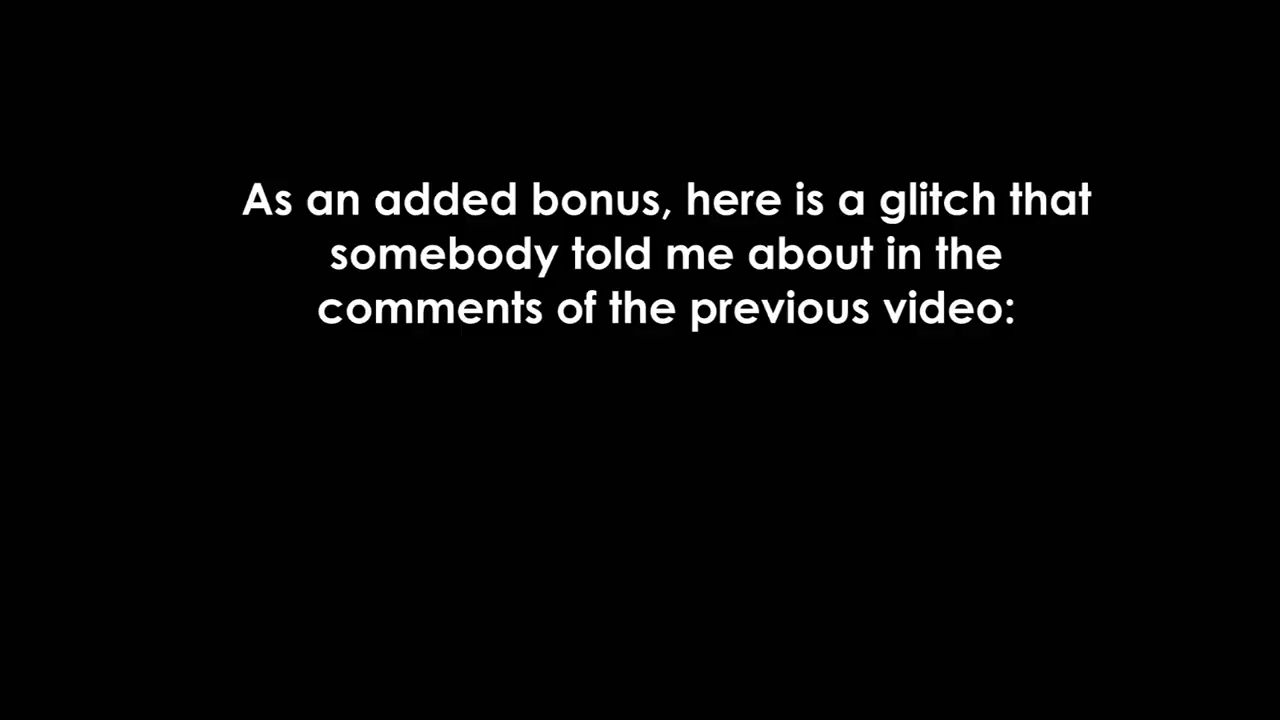 As an added bonus, here is a glitch that
somebody told me about in the
comments of the previous video: